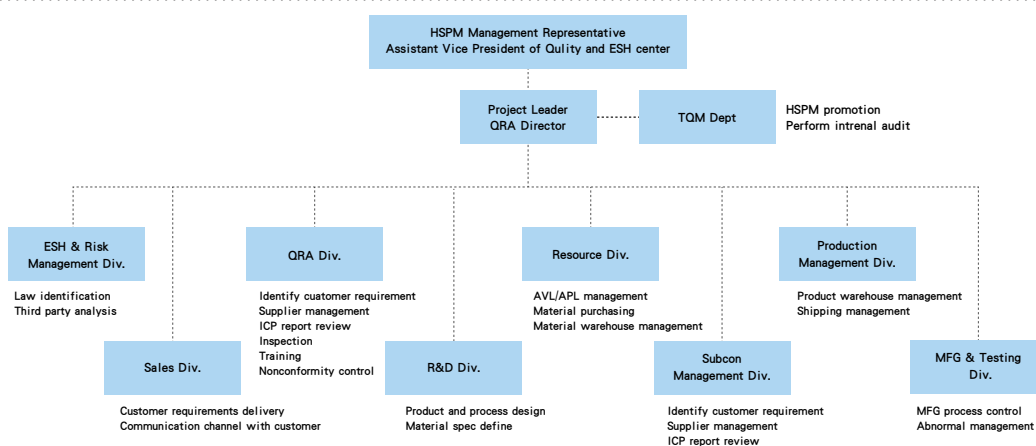 HSPM Management Representative
Assistant Vice President of Qulity and ESH center
Project Leader
QRA Director
TQM Dept
HSPM promotion
Perform intrenal audit
ESH & Risk
Management Div.
Law identification
Third party analysis
Sales Div.
Customer requirements delivery
Communication channel with customer
QRA Div.
Identify cuatomer requirement
Supplier management
ICP report review
Inspection
Training
Nonconformity control
R&D Div.
Product and process design
Material spec define
Resource Div.
AVL/APL management
Material purchasing
Material warehouse management
Subcon
Management Div.
Identify customer requirement
Supplier management
ICP report review
Production
Management Div.
Product warehouse management
Shipping management
MFG & Testing
Div.
MFG process control
Abnormal management